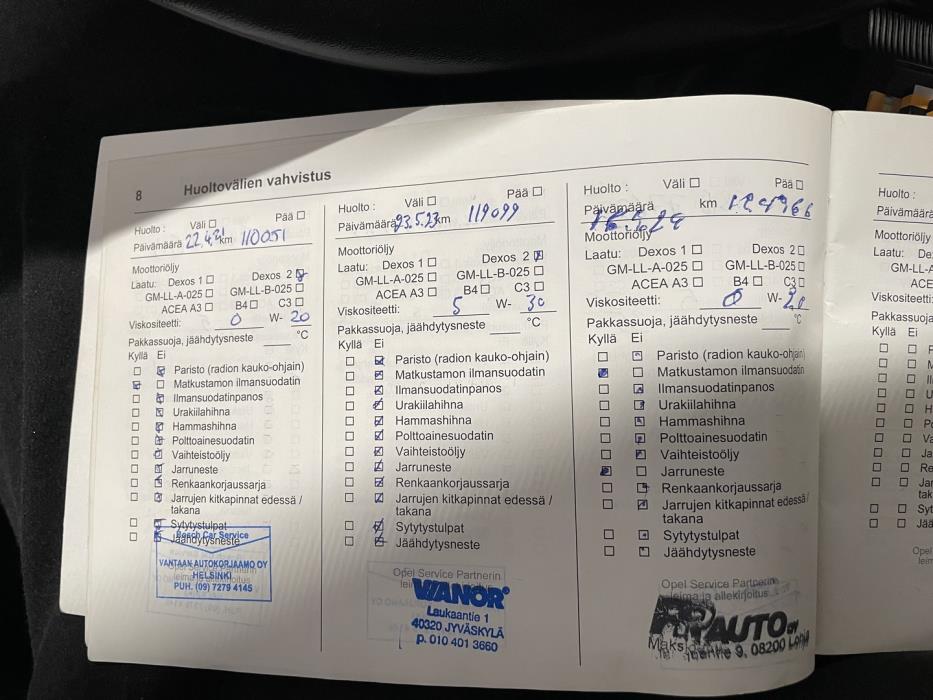 8 Huoltovälien vahvistus
Huolto : Väli Pää
Päivämäärä 22.4.21 km 110051
Moottoriöljy
Laatu: Dexos 1 Dexos 2
GM-LL-A-025 GM-LL-B-025
ACEA A3 B4 C3
Viskositeetti: 0 W- 20
Pakkassuoja, jäähdytysneste °C
Kyllä Ei
Paristo (radion kauko-ohjain)
Matkustamon ilmansuodatin
Ilmansuodatinpanos
Urakiilahihna
Hammashihna
Polttoainesuodatin
Vaihteistoöljy
Jarruneste
Renkaankorjaussarja
Jarrujen kitkapinnat edessä /
takana
Sytytystulpat
Jäähdytysneste
Bosch Car Service
VANTAAN AUTOKORJAAMO OY
HELSINKI
PUH. (09) 7279 4145
Huolto : Väli Pää
Päivämäärä 23.5.23 km 119099
Moottoriöljy
Laatu: Dexos 1 Dexos 2
GM-LL-A-025 GM-LL-B-025
ACEA A3 B4 C3
Viskositeetti: 5 W- 30
Pakkassuoja, jäähdytysneste °C
Kyllä Ei
Paristo (radion kauko-ohjain)
Matkustamon ilmansuodatin
Ilmansuodatinpanos
Urakiilahihna
Hammashihna
Polttoainesuodatin
Vaihteistoöljy
Jarruneste
Renkaankorjaussarja
Jarrujen kitkapinnat edessä /
takana
Sytytystulpat
Jäähdytysneste
Opel Service Partnerin
VIANOR
Laukaantie 1
40320 JYVÄSKYLÄ
p. 010 401 3660
Huolto : Väli Pää
Päivämäärä km
Moottoriöljy
Laatu: Dexos 1 Dexos 2
GM-LL-A-025 GM-LL-B-025
ACEA A3 B4 C3
Viskositeetti: 0 W- 20
Pakkassuoja, jäähdytysneste °C
Kyllä Ei
Paristo (radion kauko-ohjain)
Matkustamon ilmansuodatin
Ilmansuodatinpanos
Urakiilahihna
Hammashihna
Polttoainesuodatin
Vaihteistoöljy
Jarruneste
Renkaankorjaussarja
Jarrujen kitkapinnat edessä /
takana
Sytytystulpat
Jäähdytysneste
Opel Service Partnerin
leima ja allekirjoitus
AUTO OY
9, 08200
Huolto :
Päivämäärä
Moottoriöljy
Laatu:
GM-LL-A
ACE
Kyllä Ei